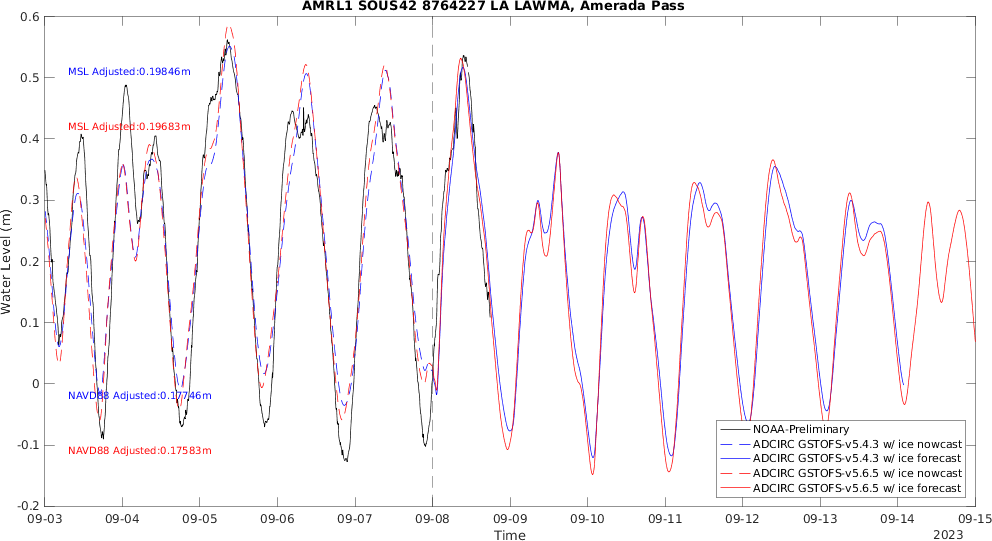 AMRL1 SOUS42 8764227 LA LAWMA, Amerada Pass
0.6
0.5
0.4
0.3
0.2
0.1
0
-0.1
-0.2
Water Level (m)
MSL Adjusted:0.19846m
MSL Adjusted:0.19683m
NAVD88 Adjusted:0.17746m
NAVD88 Adjusted:0.17583m
NOAA-Preliminary
ADCIRC GSTOFS-v5.4.3 w/ ice nowcast
ADCIRC GSTOFS-v5.4.3 w/ ice forecast
ADCIRC GSTOFS-v5.6.5 w/ ice nowcast
ADCIRC GSTOFS-v5.6.5 w/ ice forecast
09-03 09-04 09-05 09-06 09-07 09-08 09-09 09-10 09-11 09-12 09-13 09-14 09-15
Time
2023